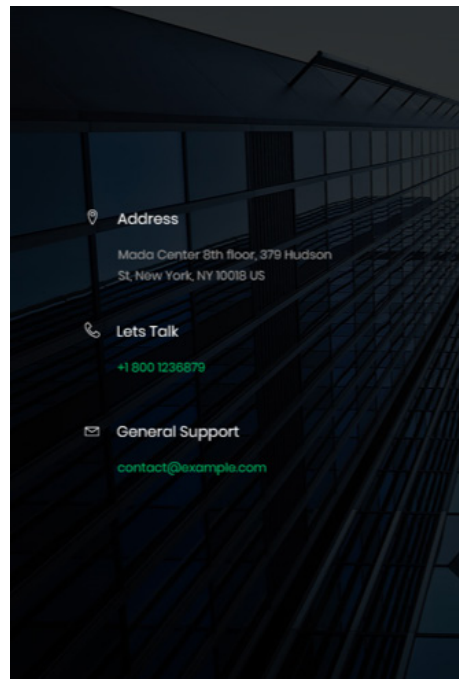 Address
Mada Center 8th floor, 379 Hudson
St, New York, NY 10018 US
Lets Talk
+1 800 1236879
General Support
contact@example.com